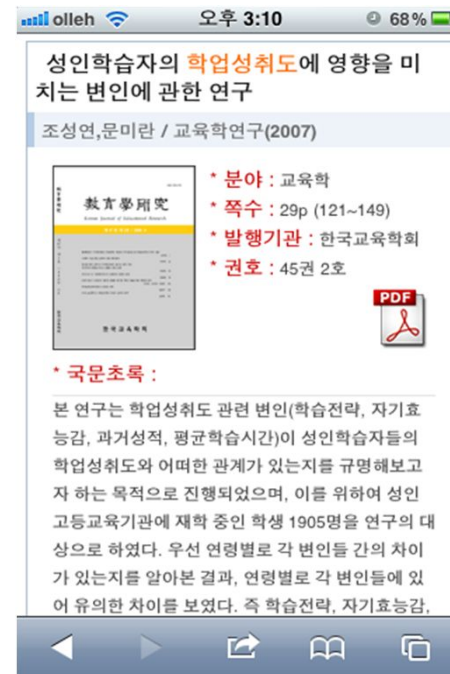 olleh 오후 3:10 68%
성인학습자의 학업성취도에 영향을 미
치는 변인에 관한 연구
조성연,문미란 / 교육학연구(2007)
* 분야 : 교육학
* 쪽수 : 29p (121~149)
* 발행기관 : 한국교육학회
* 권호 : 45권 2호
敎育學硏究
한국교육학회
PDF
* 국문초록 :
본 연구는 학업성취도 관련 변인(학습전략, 자기효
능감, 과거성적, 평균학습시간)이 성인학습자들의
학업성취도와 어떠한 관계가 있는지를 규명해보고
자 하는 목적으로 진행되었으며, 이를 위하여 성인
고등교육기관에 재학 중인 학생 1905명을 연구의 대
상으로 하였다. 우선 연령별로 각 변인들 간의 차이
가 있는지를 알아본 결과, 연령별로 각 변인들에 있
어 유의한 차이를 보였다. 즉 학습전략, 자기효능감,